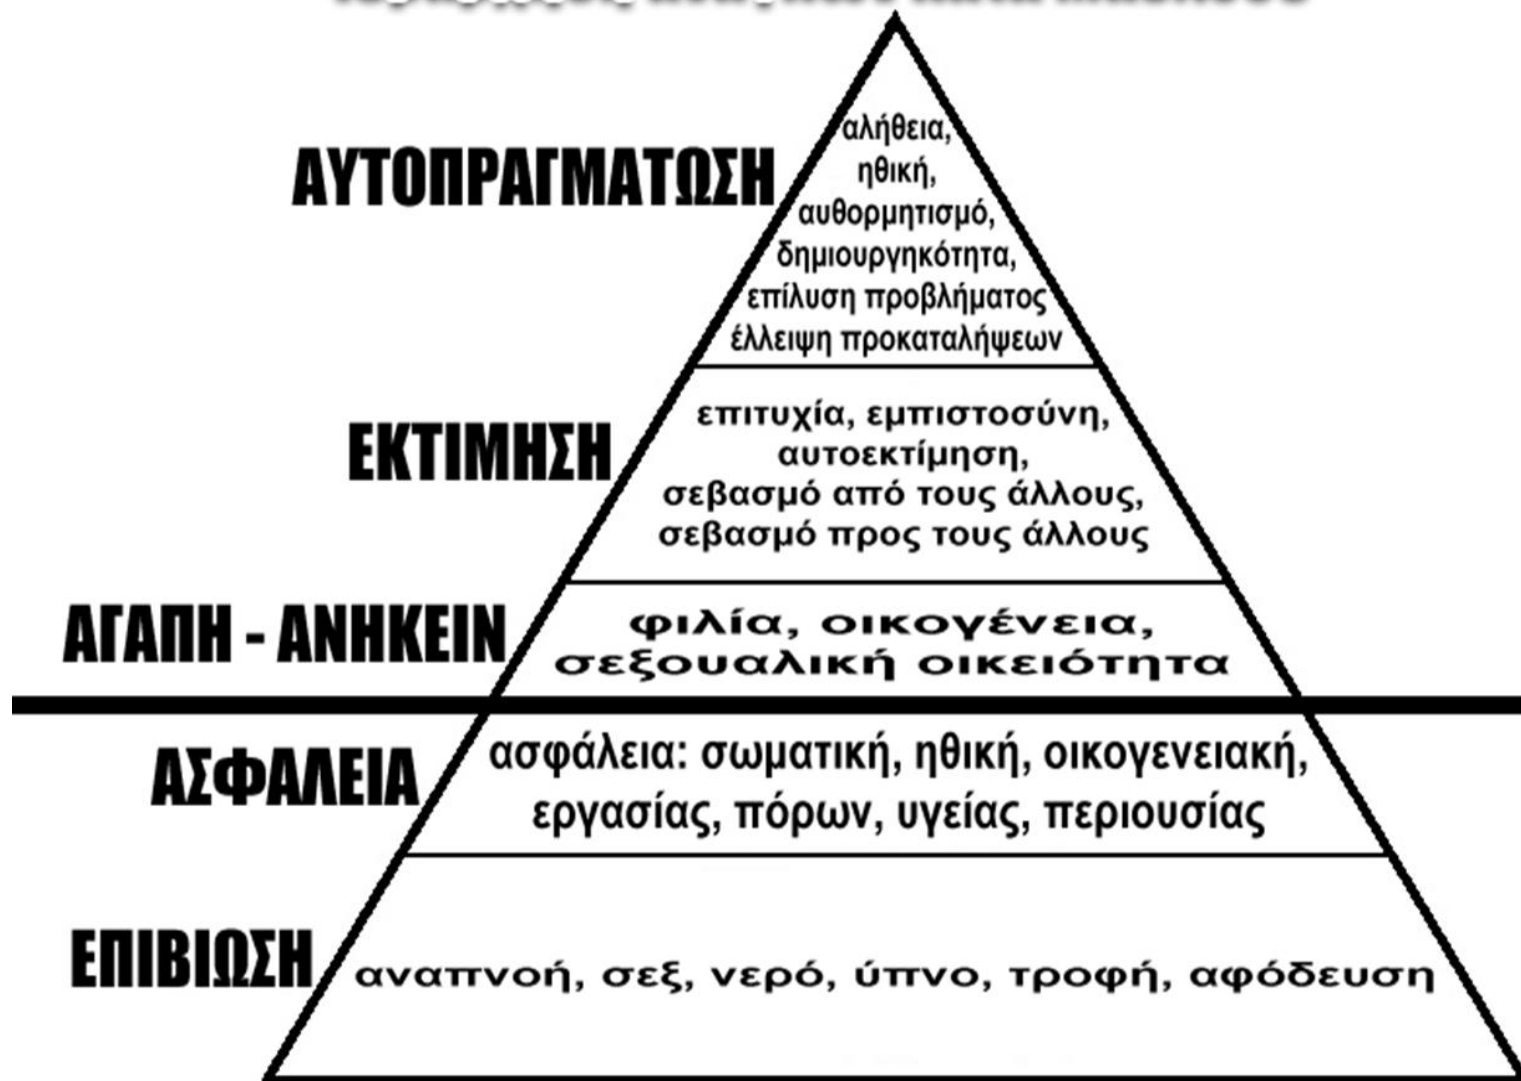 ΑΥΤΟΠΡΑΓΜΑΤΩΣΗ
αλήθεια,
ηθική,
αυθορμητισμό,
δημιουργηκότητα,
επίλυση προβλήματος
έλλειψη προκαταλήψεων
ΕΚΤΙΜΗΣΗ
επιτυχία, εμπιστοσύνη,
αυτοεκτίμηση,
σεβασμό από τους άλλους,
σεβασμό προς τους άλλους
ΑΓΑΠΗ - ΑΝΗΚΕΙΝ
φιλία, οικογένεια,
σεξουαλική οικειότητα
ΑΣΦΑΛΕΙΑ
ασφάλεια: σωματική, ηθική, οικογενειακή,
εργασίας, πόρων, υγείας, περιουσίας
ΕΠΙΒΙΩΣΗ
αναπνοή, σεξ, νερό, ύπνο, τροφή, αφόδευση